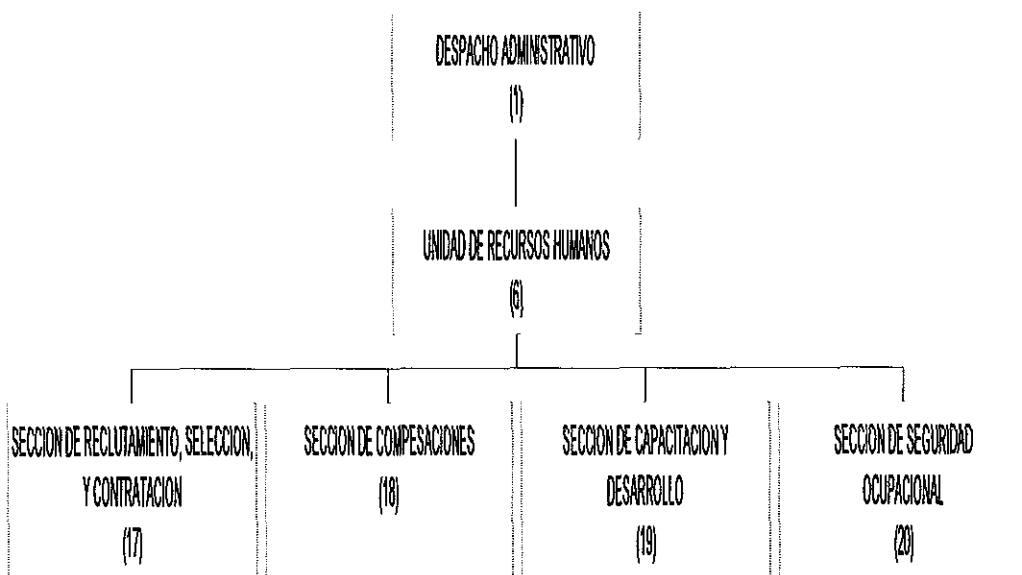 DESPACHO ADMINISTRATIVO
(1)
UNIDAD DE RECURSOS HUMANOS
(6)
SECCION DE RECLUTAMIENTO, SELECCION,
Y CONTRATACION
(17)
SECCION DE COMPESACIONES
(18)
SECCION DE CAPACITACION Y
DESARROLLO
(19)
SECCION DE SEGURIDAD
OCUPACIONAL
(20)